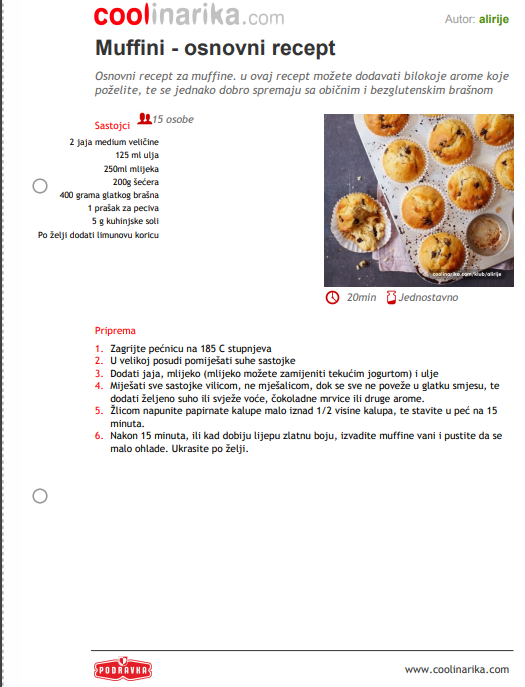 coolinarika.com
Autor: alirije
Muffini - osnovni recept
Osnovni recept za muffine. u ovaj recept možete dodavati bilokoje arome koje
poželite, te se jednako dobro spremaju sa običnim i bezglutenskim brašnom
Sastojci 15 osobe
2 jaja medium veličine
125 ml ulja
250ml mlijeka
200g šećera
400 grama glatkog brašna
1 prašak za peciva
5 g kuhinjske soli
Po želji dodati limunovu koricu
coolinarika.com/klub/alirije
20min Jednostavno
Priprema
1. Zagrijte pećnicu na 185 C stupnjeva
2. U velikoj posudi pomiješati suhe sastojke
3. Dodati jaja, mlijeko (mlijeko možete zamijeniti tekućim jogurtom) i ulje
4. Miješati sve sastojke vilicom, ne mješalicom, dok se sve ne poveže u glatku smjesu, te
dodati željeno suho ili svježe voće, čokoladne mrvice ili druge arome.
5. Žlicom napunite papirnate kalupe malo iznad 1/2 visine kalupa, te stavite u peć na 15
minuta.
6. Nakon 15 minuta, ili kad dobiju lijepu zlatnu boju, izvadite muffine vani i pustite da se
malo ohlade. Ukrasite po želji.
PODRAVKA
www.coolinarika.com